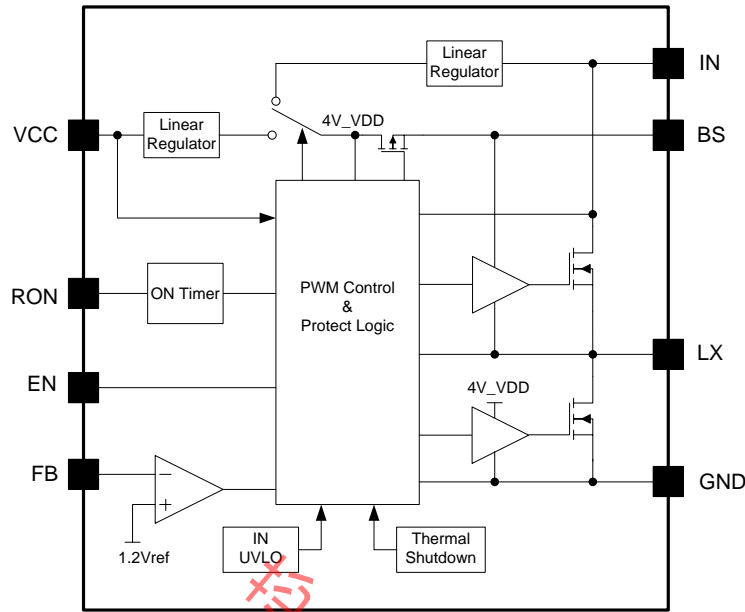 Linear
Regulator
IN
VCC
Linear
Regulator
4V_VDD
BS
RON
ON Timer
PWM Control
&
Protect Logic
LX
EN
4V_VDD
FB
GND
1.2Vref
IN
UVLO
Thermal
Shutdown
芯